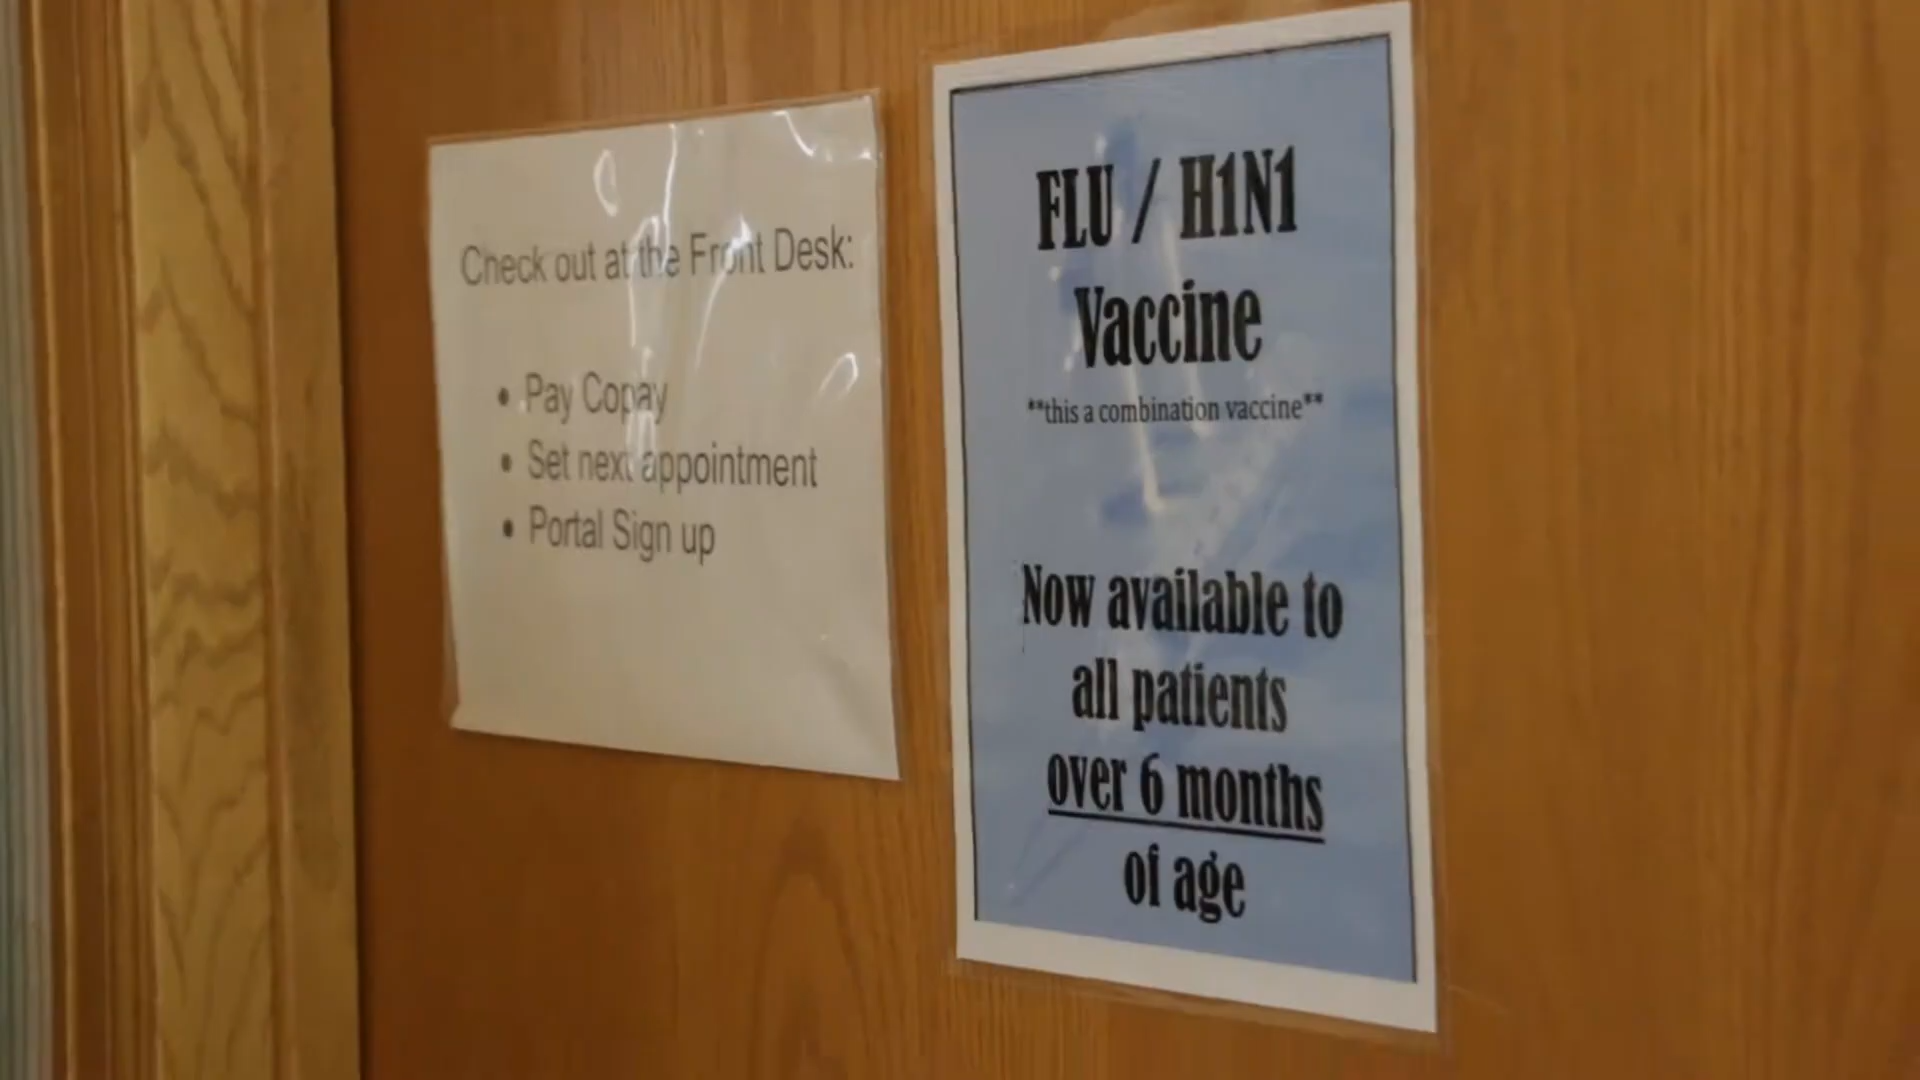 Check out at the Front Desk:
• Pay Copay
• Set next appointment
• Portal Sign up
FLU / H1N1
Vaccine
**this a combination vaccine**
Now available to
all patients
over 6 months
of age